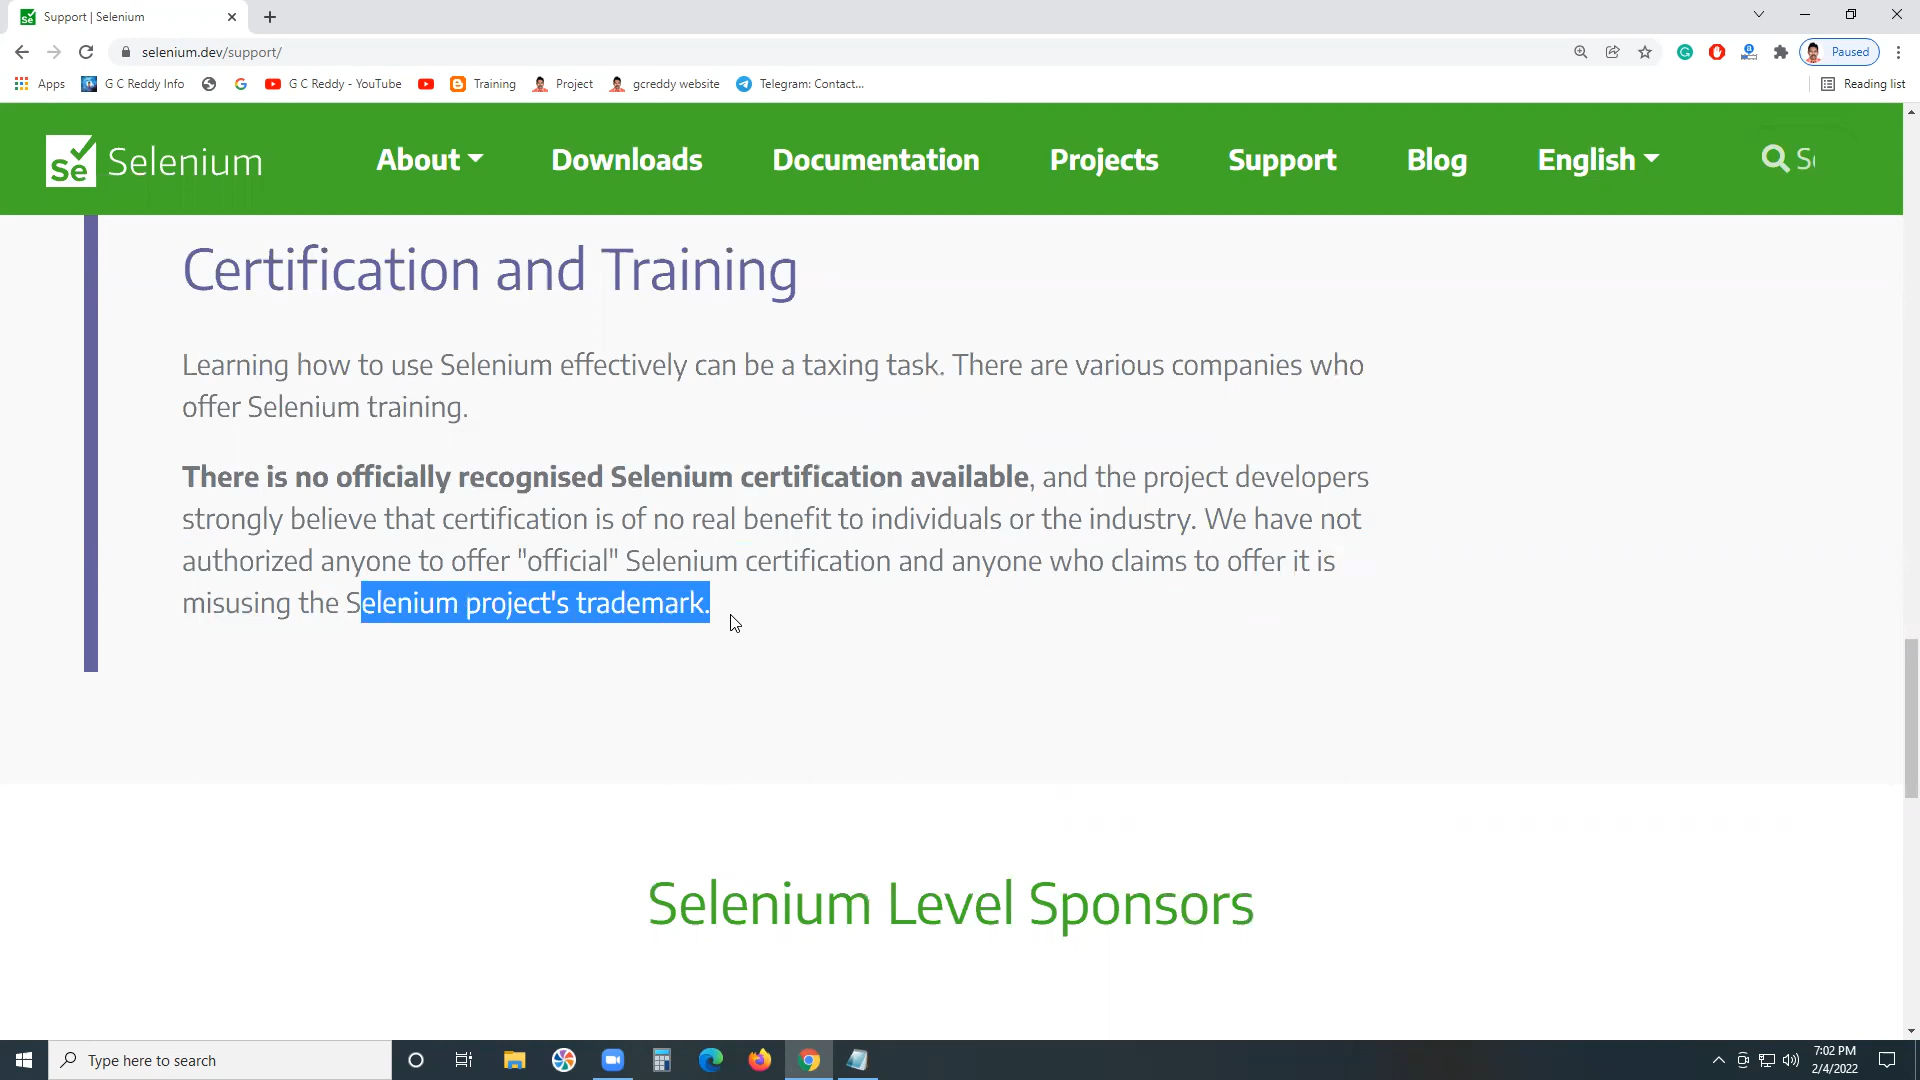 Support | Selenium
selenium.dev/support/
Paused
Apps G C Reddy Info G C Reddy - YouTube Training Project gcreddy website Telegram: Contact... Reading list
Se Selenium About Downloads Documentation Projects Support Blog English Se
Certification and Training
Learning how to use Selenium effectively can be a taxing task. There are various companies who
offer Selenium training.
There is no officially recognised Selenium certification available, and the project developers
strongly believe that certification is of no real benefit to individuals or the industry. We have not
authorized anyone to offer "official" Selenium certification and anyone who claims to offer it is
misusing the Selenium project's trademark.
Selenium Level Sponsors
Type here to search
7:02 PM
2/4/2022